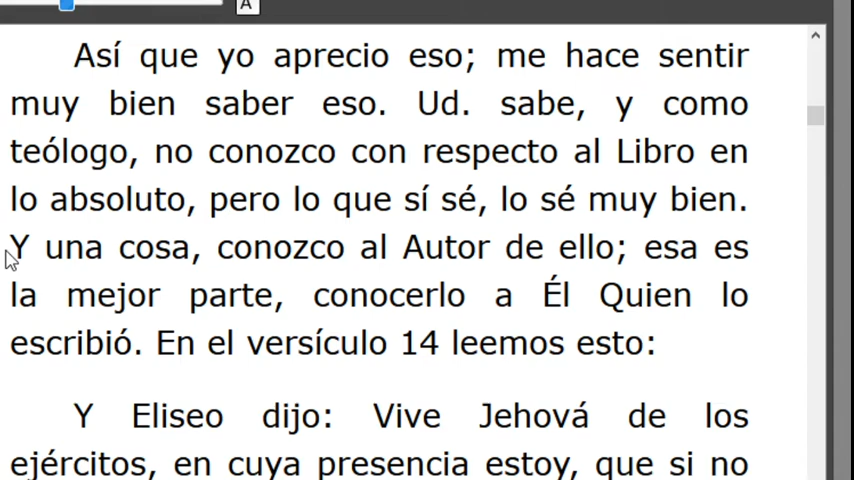 A
Así que yo aprecio eso; me hace sentir
muy bien saber eso. Ud. sabe, y como
teólogo, no conozco con respecto al Libro en
lo absoluto, pero lo que sí sé, lo sé muy bien.
Y una cosa, conozco al Autor de ello; esa es
la mejor parte, conocerlo a Él Quien lo
escribió. En el versículo 14 leemos esto:
Y Eliseo dijo: Vive Jehová de los
ejércitos, en cuya presencia estoy, que si no